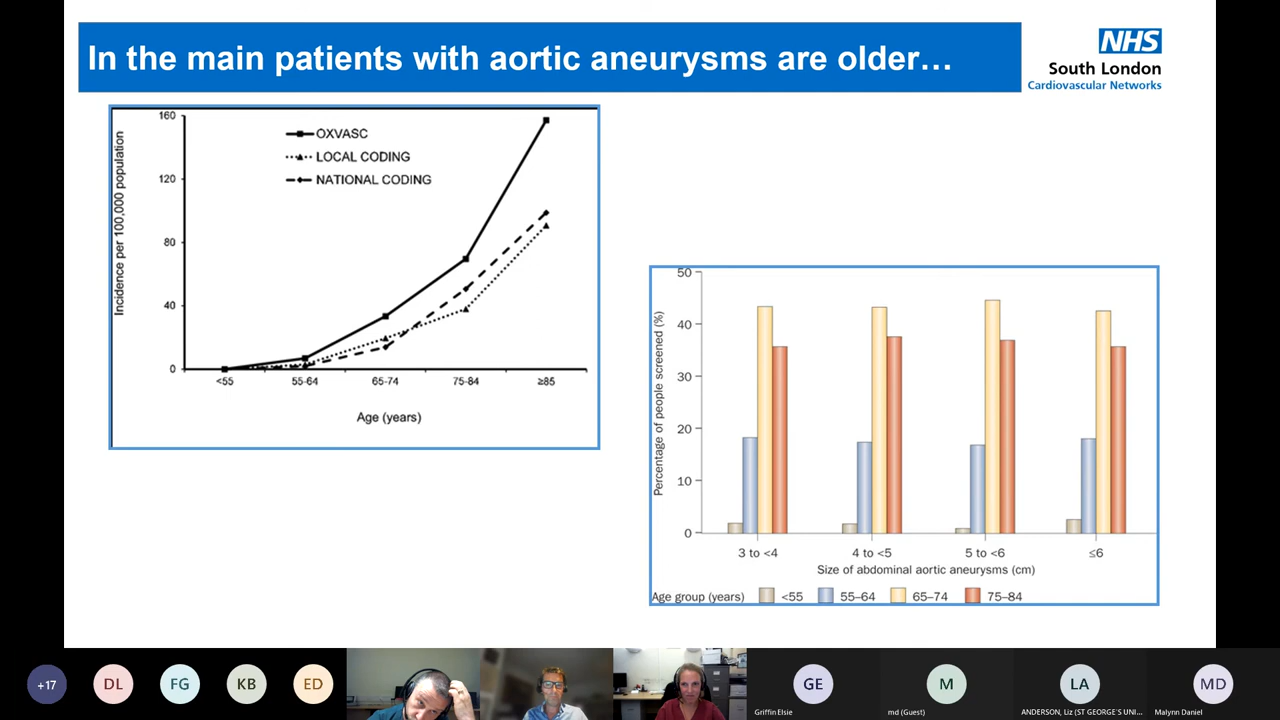 In the main patients with aortic aneurysms are older…
NHS
South London
Cardiovascular Networks
160
120
80
40
0
Incidence per 100,000 population
OXVASC
LOCAL CODING
NATIONAL CODING
<55
55-64
65-74
75-84
≥85
Age (years)
50
40
30
20
10
0
Percentage of people screened (%)
3 to <4
4 to <5
5 to <6
≤6
Size of abdominal aortic aneurysms (cm)
Age group (years) <55 55–64 65–74 75–84
+17
DL
FG
KB
ED
GE
M
LA
MD
Griffin Elsie
md (Guest)
ANDERSON, Liz (ST GEORGE'S UNI...
Malynn Daniel